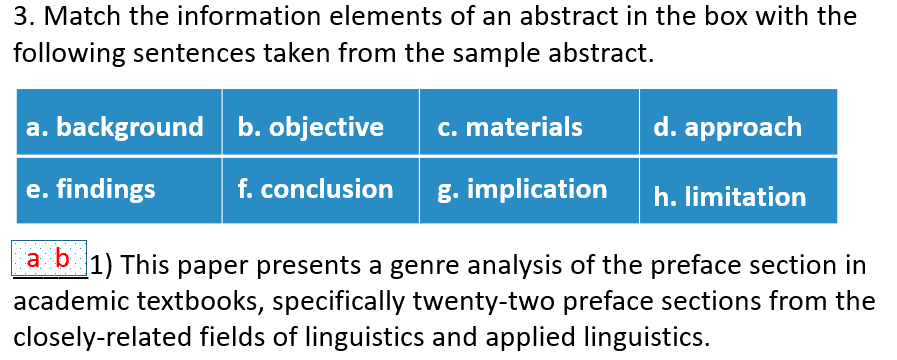 3. Match the information elements of an abstract in the box with the
following sentences taken from the sample abstract.
a. background b. objective c. materials d. approach
e. findings f. conclusion g. implication h. limitation
a b 1) This paper presents a genre analysis of the preface section in
academic textbooks, specifically twenty-two preface sections from the
closely-related fields of linguistics and applied linguistics.